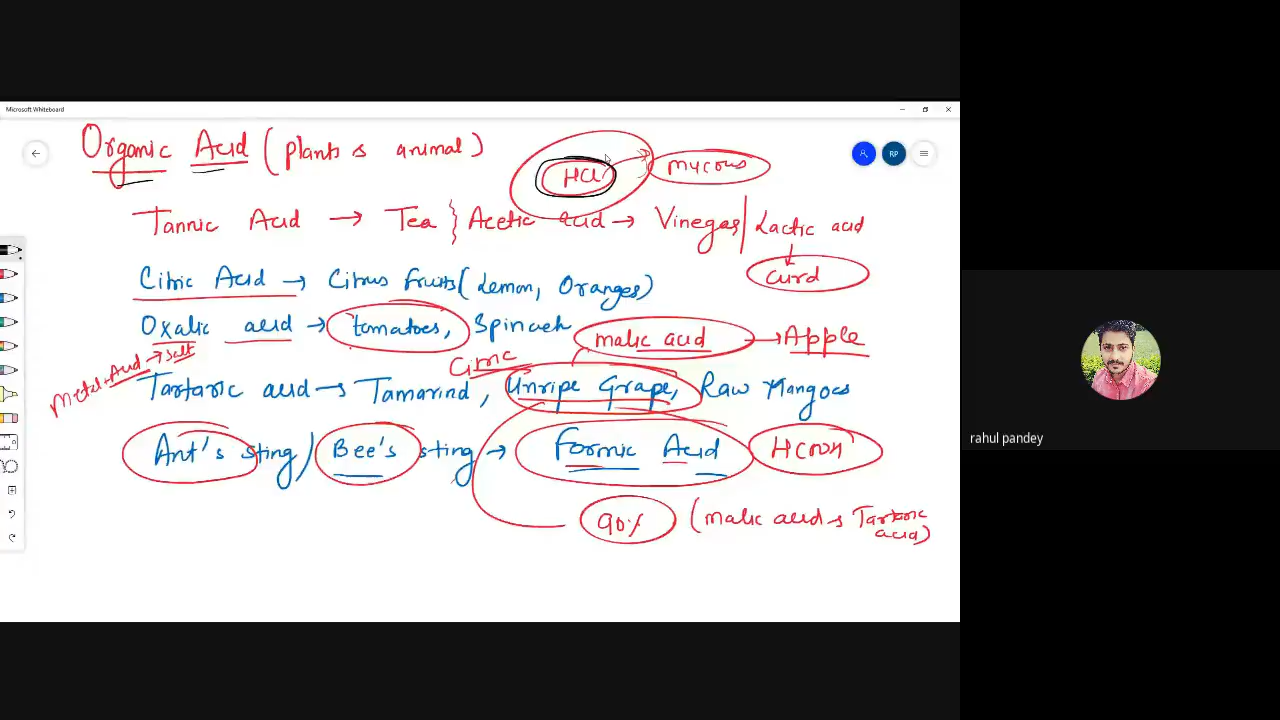 Microsoft Whiteboard
Organic Acid (plants & animal)
HCl
mucous
RP
Tannic Acid → Tea } Acetic acid → Vinegar | Lactic acid
curd
Citric Acid → Citrus fruits (Lemon, Oranges)
Oxalic acid → tomatoes, Spinach
malic acid → Apple
Metal + Acid → Salt
Citric
Tartaric acid → Tamarind, Unripe Grape, Raw Mangoes
Ant's sting / Bee's sting → Formic Acid HCOOH
90% (malic acid & Tartaric
acid)
rahul pandey